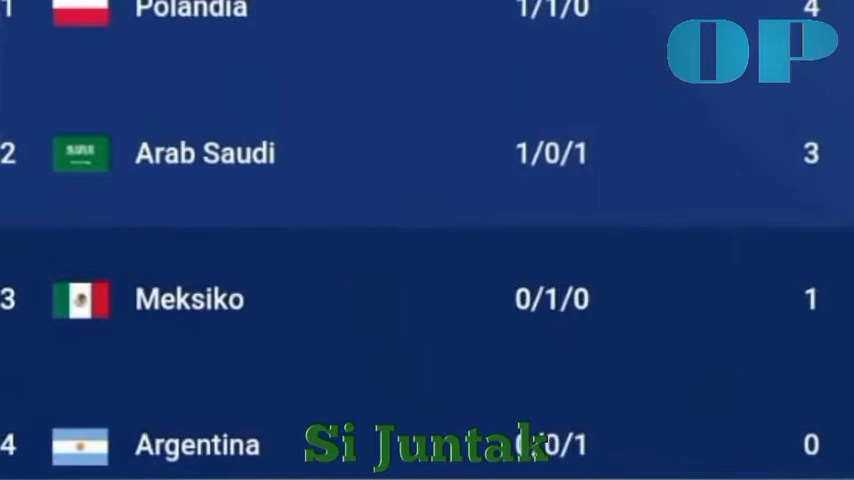 1 Polandia 1/1/0 4
OP
2 Arab Saudi 1/0/1 3
3 Meksiko 0/1/0 1
4 Argentina 0/0/1 0
Si Juntak